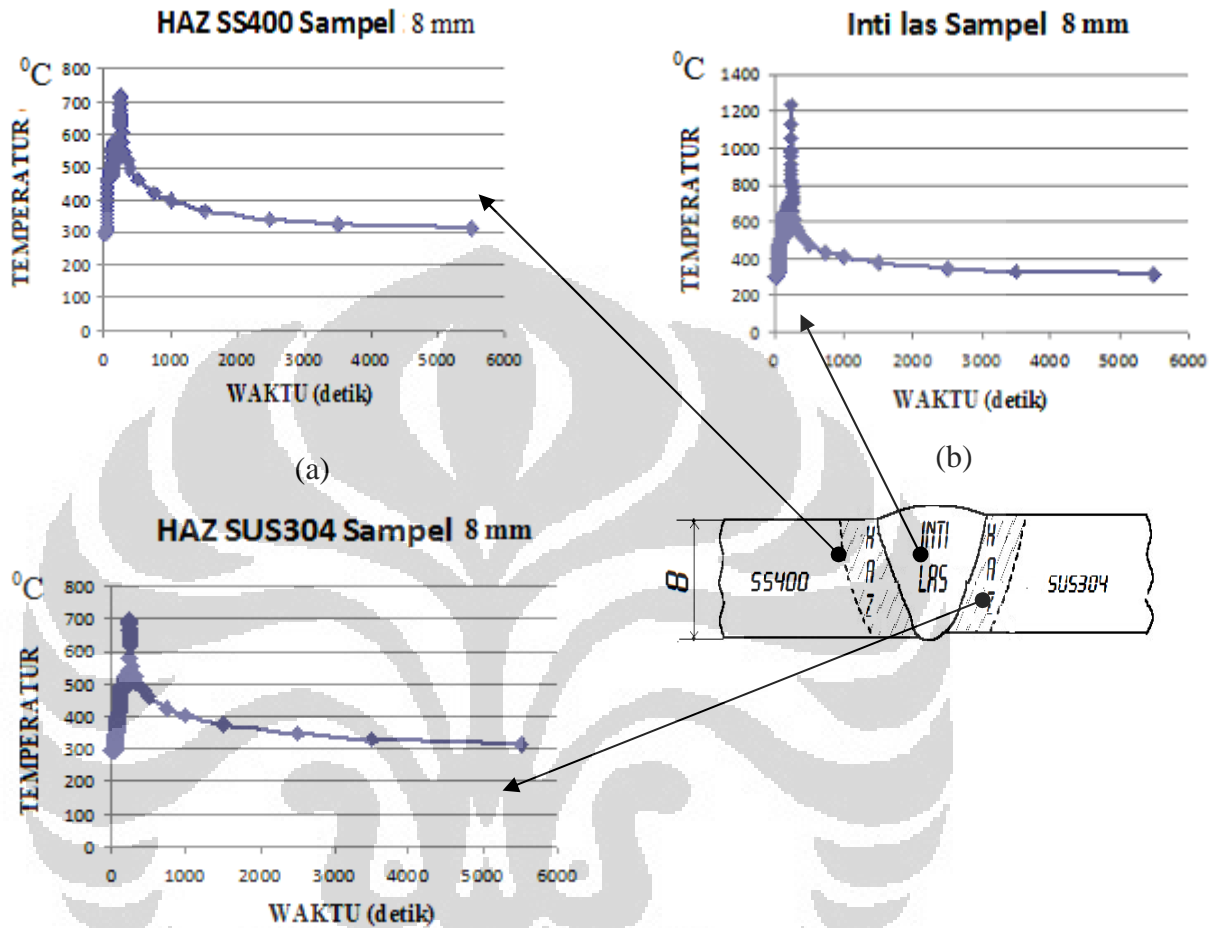 HAZ SS400 Sampel 8 mm
⁰C
TEMPERATUR
800
700
600
500
400
300
200
100
0
0 1000 2000 3000 4000 5000 6000
WAKTU (detik)
(a)
Inti las Sampel 8 mm
⁰C
TEMPERATUR
1400
1200
1000
800
600
400
200
0
0 1000 2000 3000 4000 5000 6000
WAKTU (detik)
(b)
HAZ SUS304 Sampel 8 mm
⁰C
TEMPERATUR
800
700
600
500
400
300
200
100
0
0 1000 2000 3000 4000 5000 6000
WAKTU (detik)
8
SS400
HAZ
INTI
LAS
HAZ
SUS304